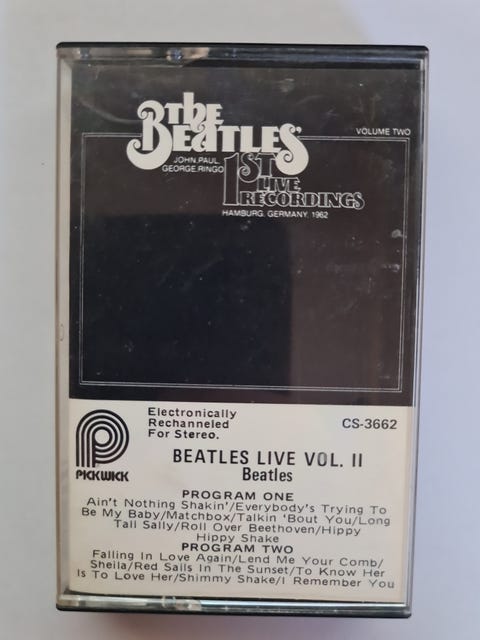 the
Beatles'
VOLUME TWO
JOHN, PAUL,
GEORGE, RINGO
1ST
LIVE
RECORDINGS
HAMBURG, GERMANY, 1962
Electronically
Rechanneled
For Stereo.
CS-3662
PICKWICK
BEATLES LIVE VOL. II
Beatles
PROGRAM ONE
Ain't Nothing Shakin'/Everybody's Trying To
Be My Baby/Matchbox/Talkin 'Bout You/Long
Tall Sally/Roll Over Beethoven/Hippy
Hippy Shake
PROGRAM TWO
Falling In Love Again/Lend Me Your Comb/
Sheila/Red Sails In The Sunset/To Know Her
Is To Love Her/Shimmy Shake/I Remember You